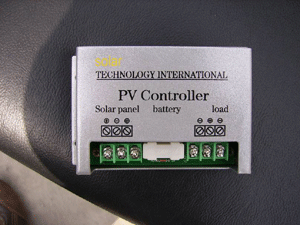 TECHNOLOGY INTERNATIONAL
PV Controller
Solar panel battery load